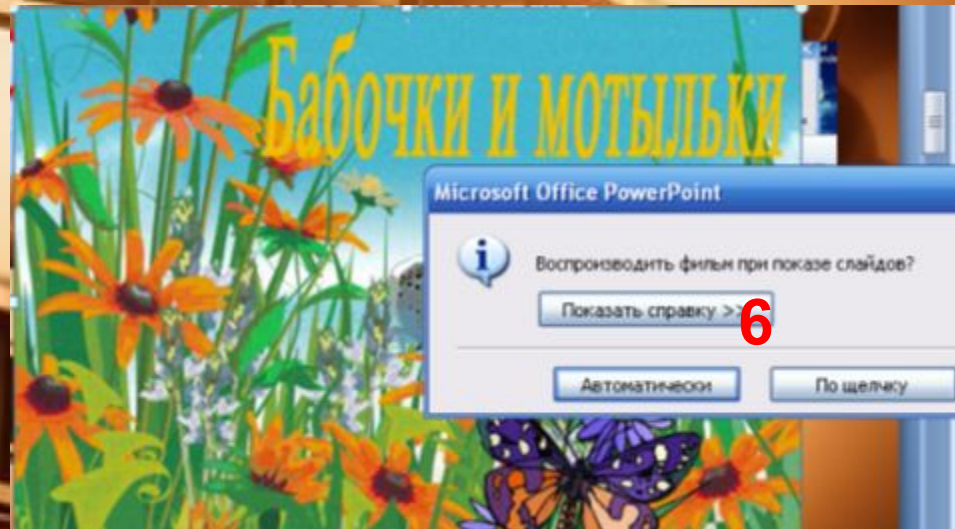 Бабочки и мотыльки
Microsoft Office PowerPoint
Воспроизводить фильм при показе слайдов?
Показать справку >>
6
Автоматически
По щелчку